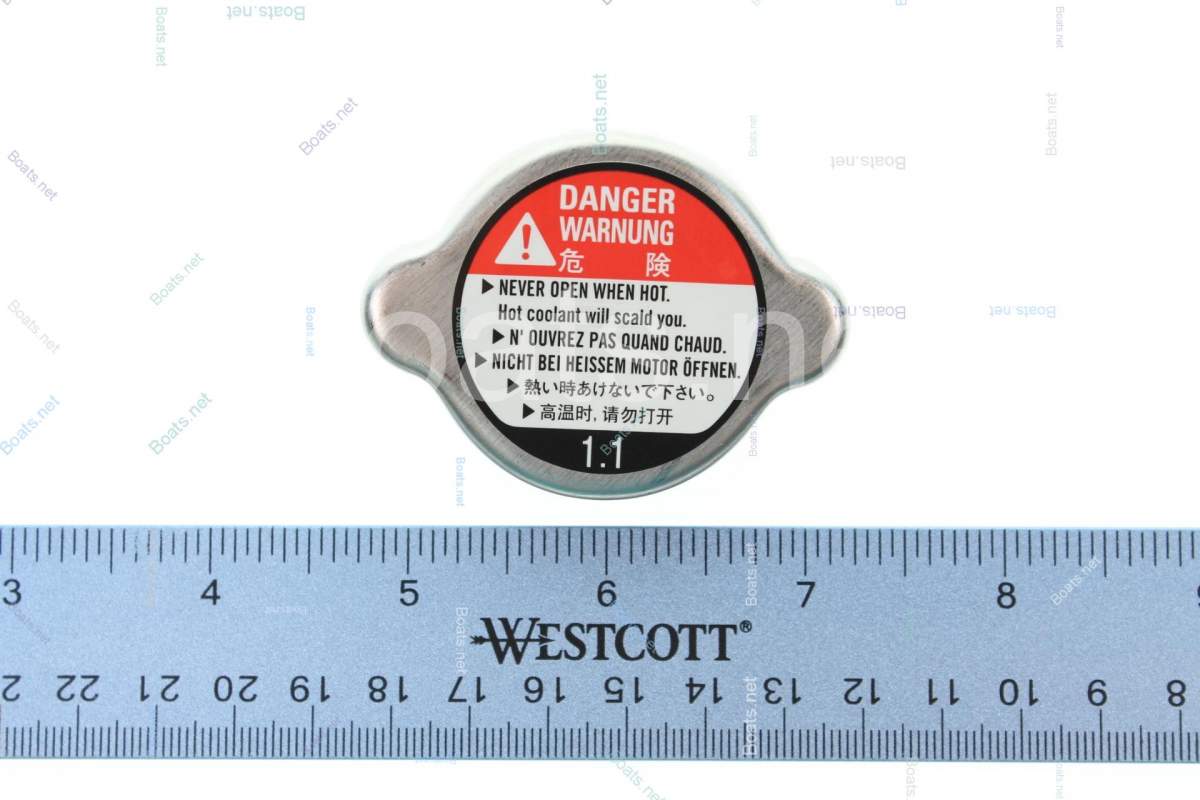 DANGER
WARNUNG
危 険
▶ NEVER OPEN WHEN HOT.
Hot coolant will scald you.
▶ N' OUVREZ PAS QUAND CHAUD.
▶ NICHT BEI HEISSEM MOTOR ÖFFNEN.
▶ 熱い時あけないで下さい。
▶ 高温时, 请勿打开
1.1
3 4 5 6 7 8
WESTCOTT®
22 21 20 19 18 17 16 15 14 13 12 11 10 9 8
Boats.net